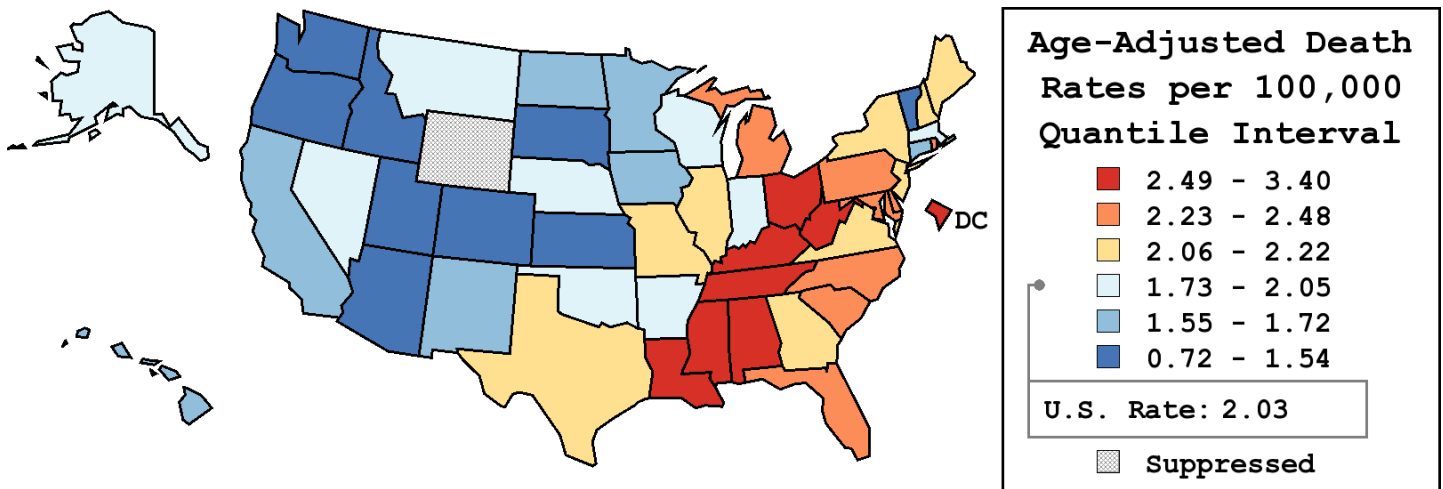 Age-Adjusted Death
Rates per 100,000
Quantile Interval
2.49 - 3.40
2.23 - 2.48
2.06 - 2.22
1.73 - 2.05
1.55 - 1.72
0.72 - 1.54
U.S. Rate: 2.03
Suppressed
DC